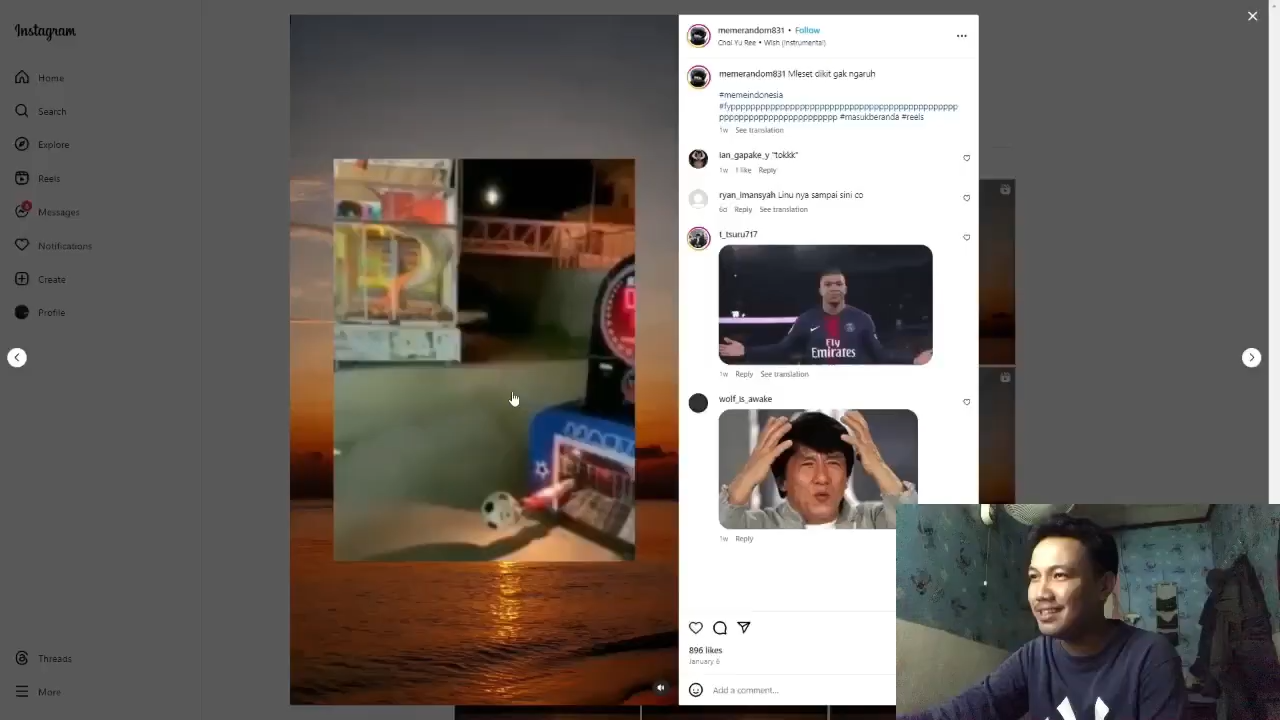 Instagram
Home
Search
Explore
Reels
Messages
Notifications
Create
Profile
Threads
More
memerandom831 • Follow
Choi Yu Ree • Wish (Instrumental)
memerandom831 Mleset dikit gak ngaruh
#memeindonesia
#masukberanda #reels
1w See translation
ian_gapake_y "tokkk"
1w 1 like Reply
ryan_imansyah Linu nya sampai sini co
6d Reply See translation
t_tsuru717
Fly
Emirates
1w Reply See translation
wolf_is_awake
1w Reply
896 likes
January 6
Add a comment...